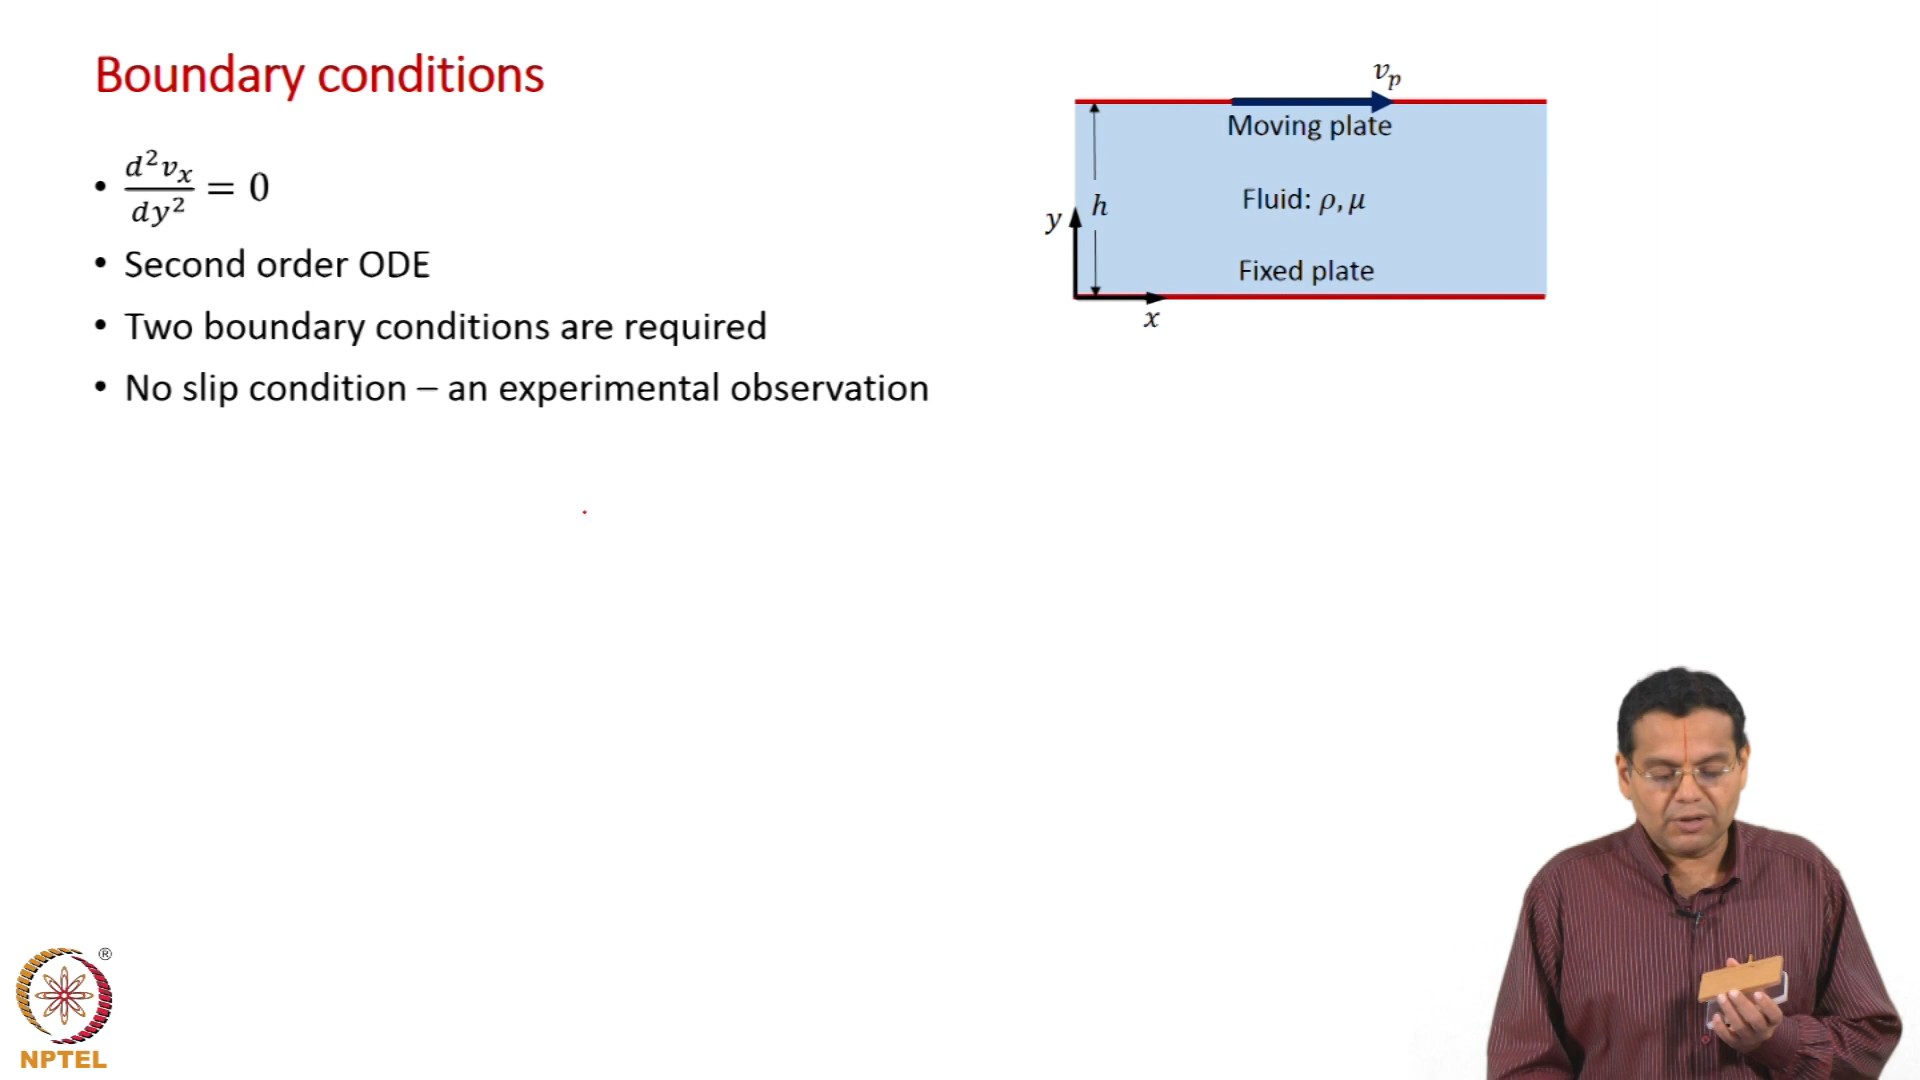 Boundary conditions
• d²vₓ/dy² = 0
• Second order ODE
• Two boundary conditions are required
• No slip condition – an experimental observation
vₚ
Moving plate
h
Fluid: ρ, μ
y
Fixed plate
x
®
NPTEL